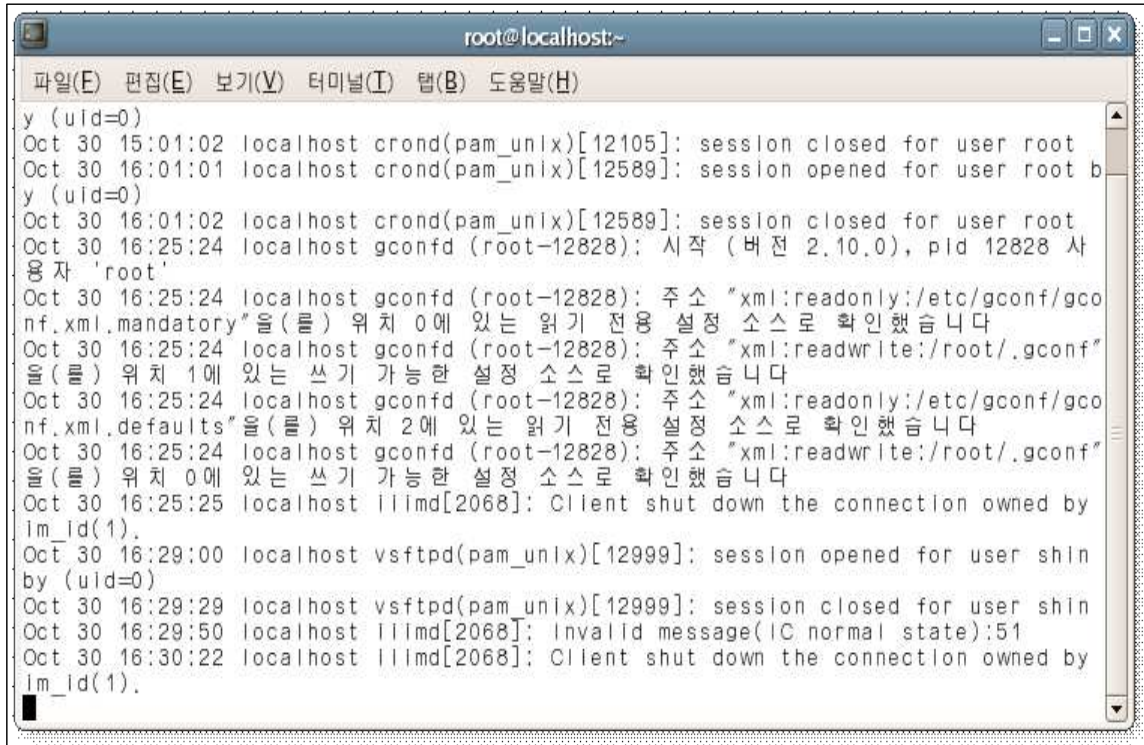 root@localhost:~
파일(F) 편집(E) 보기(V) 터미널(T) 탭(B) 도움말(H)
y (uid=0)
Oct 30 15:01:02 localhost crond(pam_unix)[12105]: session closed for user root
Oct 30 16:01:01 localhost crond(pam_unix)[12589]: session opened for user root b
y (uid=0)
Oct 30 16:01:02 localhost crond(pam_unix)[12589]: session closed for user root
Oct 30 16:25:24 localhost gconfd (root-12828): 시작 (버전 2.10.0), pid 12828 사
용자 'root'
Oct 30 16:25:24 localhost gconfd (root-12828): 주소 "xml:readonly:/etc/gconf/gco
nf.xml.mandatory"을(를) 위치 0에 있는 읽기 전용 설정 소스로 확인했습니다
Oct 30 16:25:24 localhost gconfd (root-12828): 주소 "xml:readwrite:/root/.gconf"
을(를) 위치 1에 있는 쓰기 가능한 설정 소스로 확인했습니다
Oct 30 16:25:24 localhost gconfd (root-12828): 주소 "xml:readonly:/etc/gconf/gco
nf.xml.defaults"을(를) 위치 2에 있는 읽기 전용 설정 소스로 확인했습니다
Oct 30 16:25:24 localhost gconfd (root-12828): 주소 "xml:readwrite:/root/.gconf"
을(를) 위치 0에 있는 쓰기 가능한 설정 소스로 확인했습니다
Oct 30 16:25:25 localhost iiimd[2068]: Client shut down the connection owned by
im_id(1).
Oct 30 16:29:00 localhost vsftpd(pam_unix)[12999]: session opened for user shin
by (uid=0)
Oct 30 16:29:29 localhost vsftpd(pam_unix)[12999]: session closed for user shin
Oct 30 16:29:50 localhost iiimd[2068]: Invalid message(IC normal state):51
Oct 30 16:30:22 localhost iiimd[2068]: Client shut down the connection owned by
im_id(1).